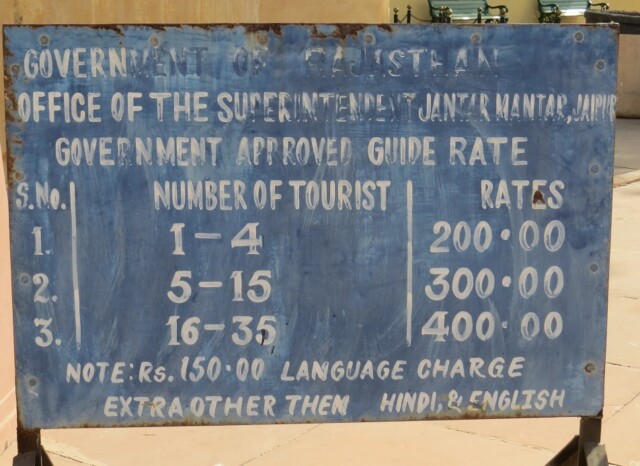 GOVERNMENT OF RAJASTHAN
OFFICE OF THE SUPERINTENDENT JANTAR MANTAR, JAIPUR
GOVERNMENT APPROVED GUIDE RATE
S.No. NUMBER OF TOURIST RATES
1. 1-4 200.00
2. 5-15 300.00
3. 16-35 400.00
NOTE: Rs. 150.00 LANGUAGE CHARGE
EXTRA OTHER THEN HINDI, & ENGLISH